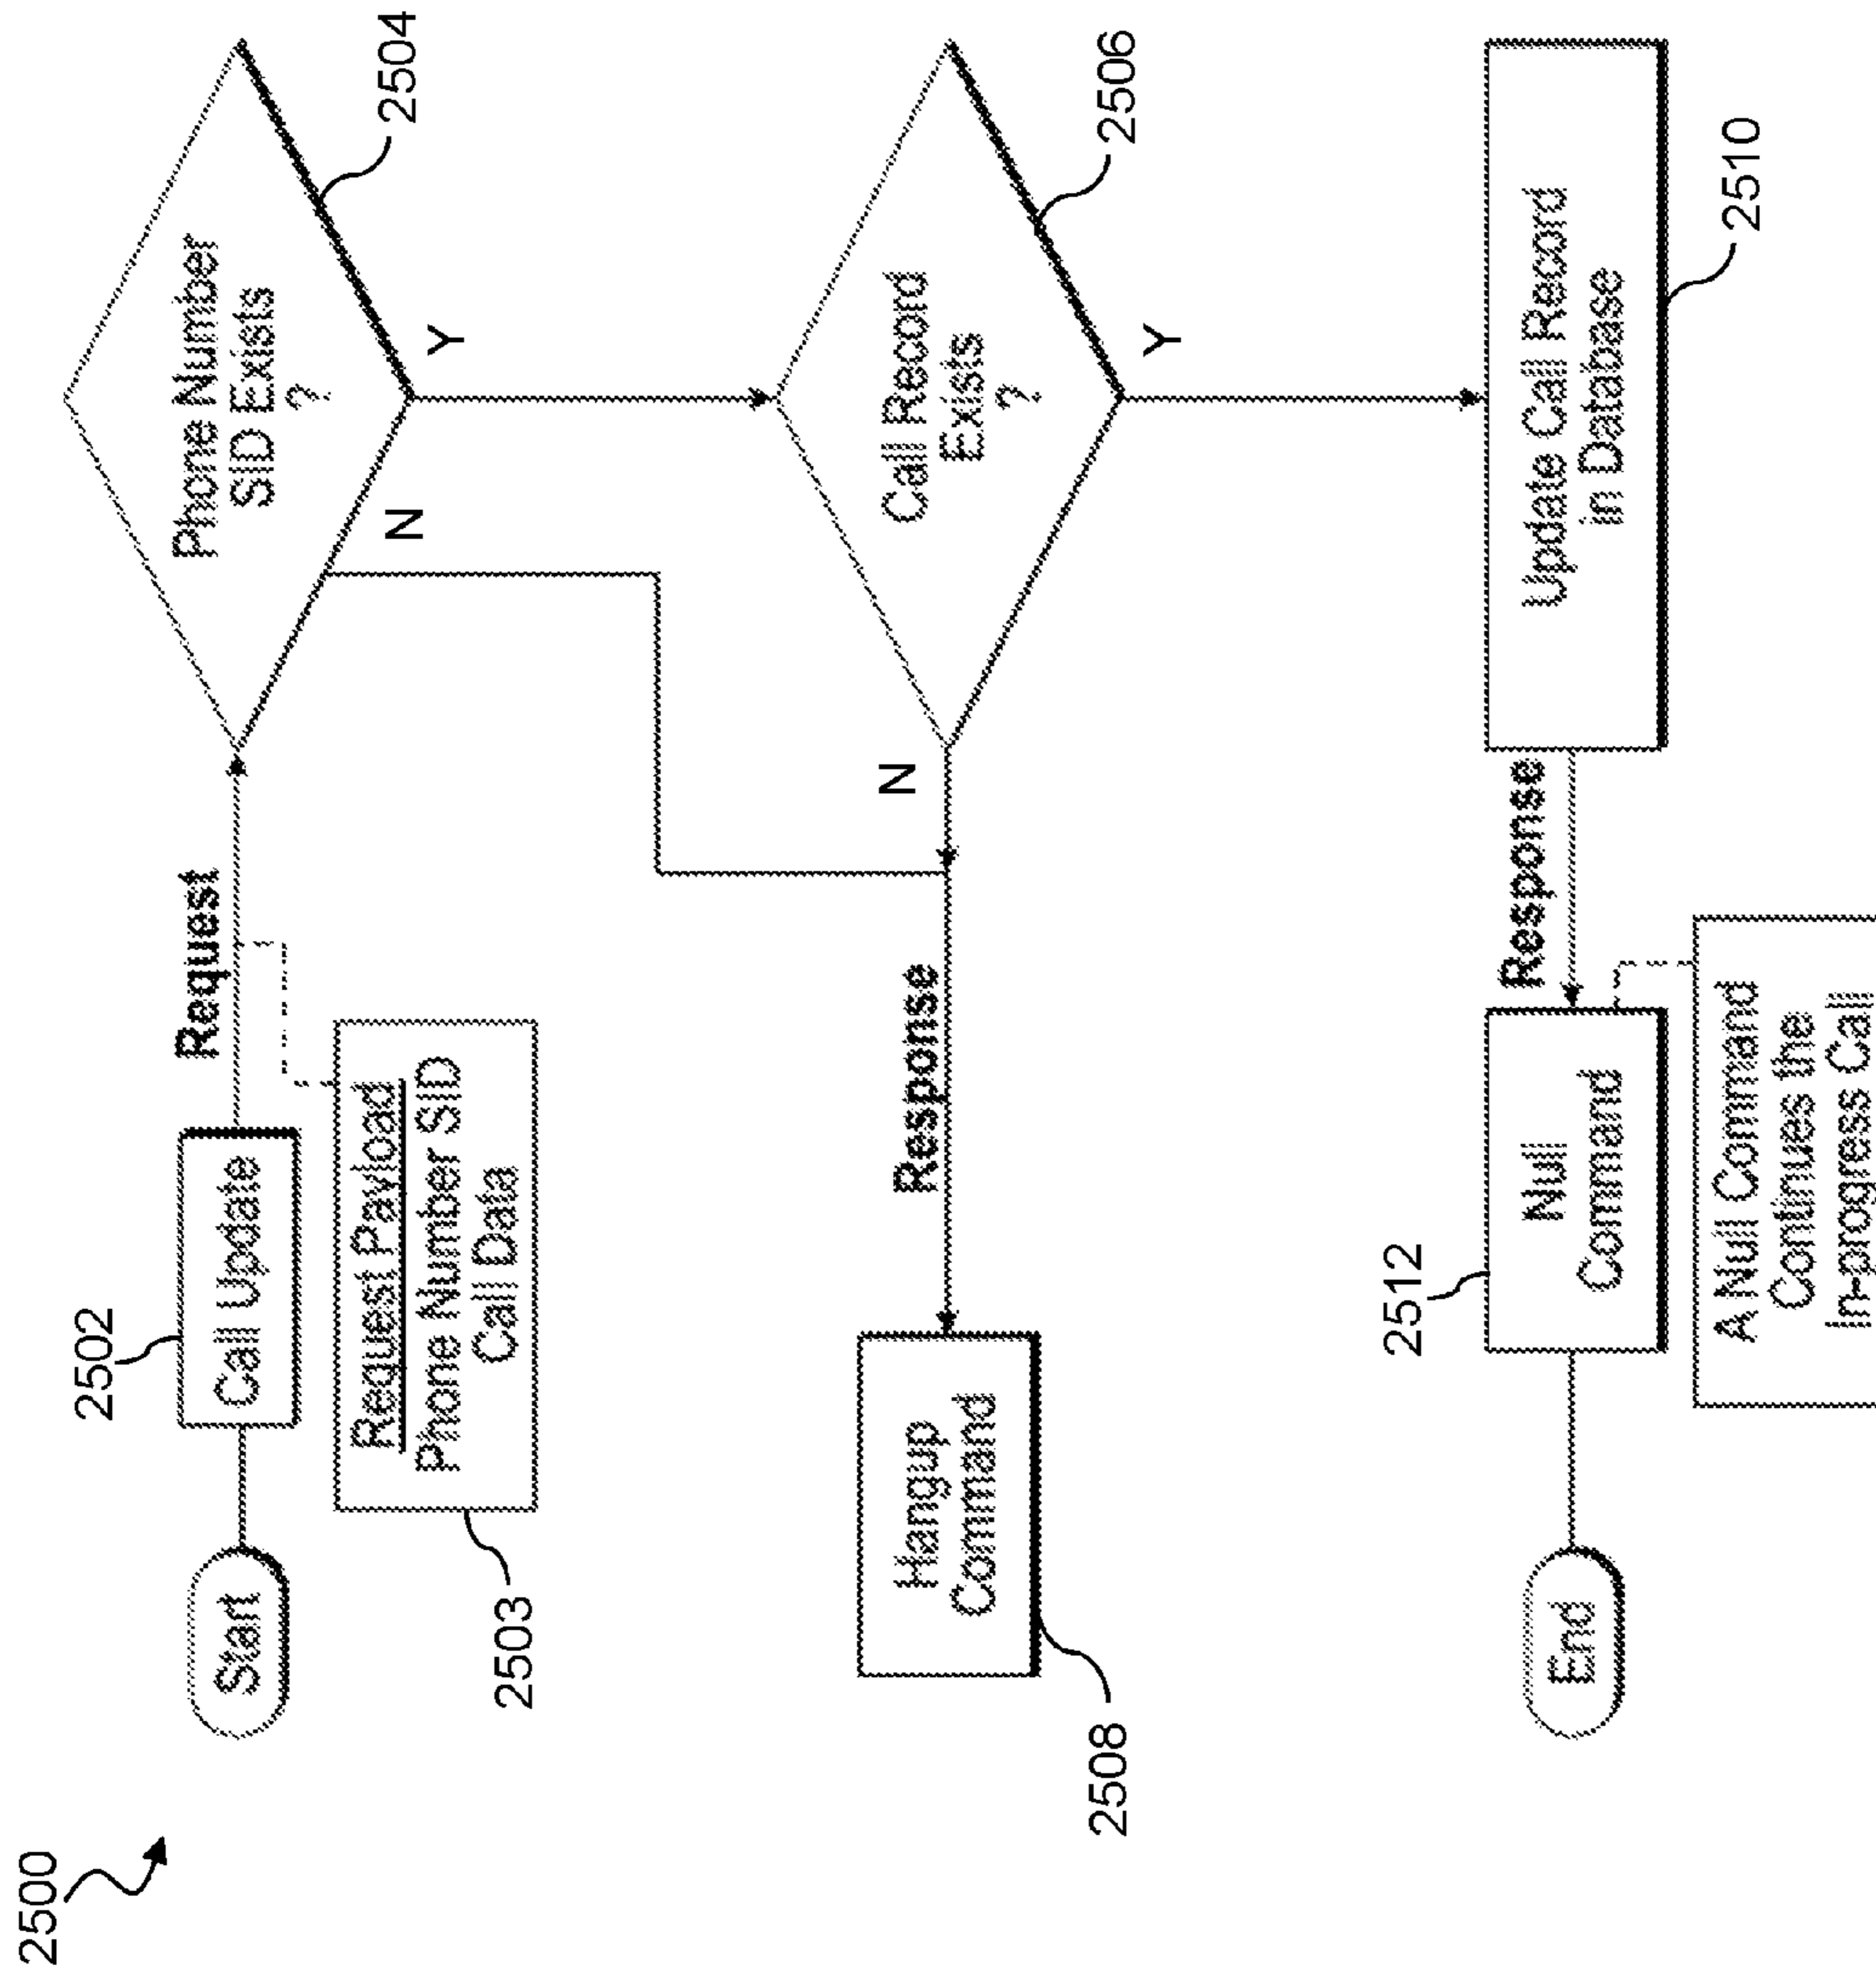 2500
Start
2502
Call Update
Request
Request Payload
Phone Number SID
Call Data
2503
Phone Number
SID Exists
?
2504
N
Y
Call Record
Exists
?
2506
N
Y
Response
Hangup
Command
2508
Update Call Record
in Database
2510
Response
2512
Null
Command
A Null Command
Continues the
In-progress Call
End